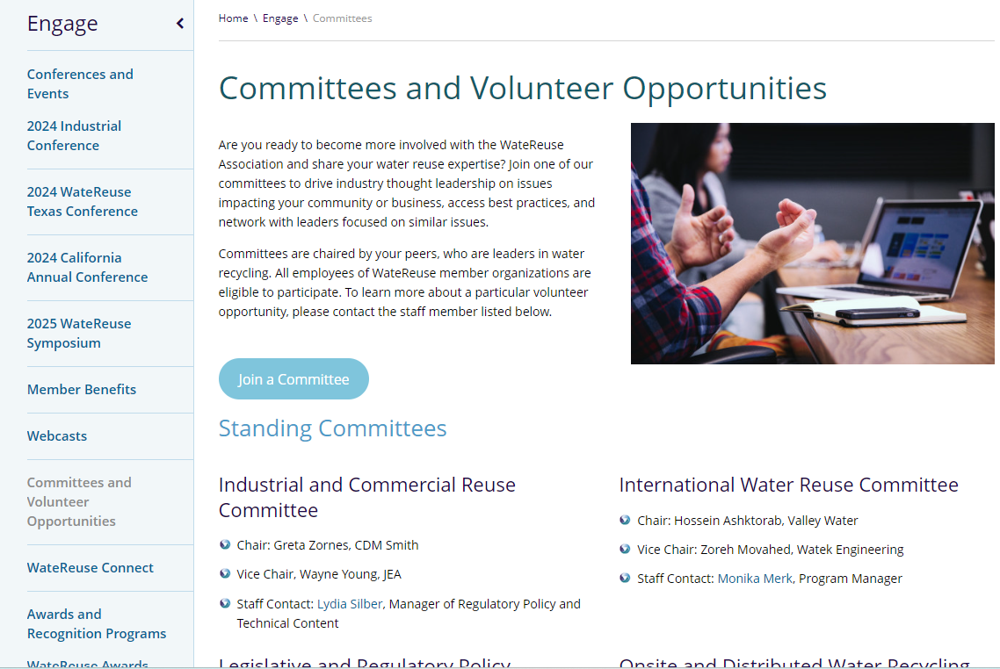 Engage
Conferences and
Events
2024 Industrial
Conference
2024 WateReuse
Texas Conference
2024 California
Annual Conference
2025 WateReuse
Symposium
Member Benefits
Webcasts
Committees and
Volunteer
Opportunities
WateReuse Connect
Awards and
Recognition Programs
WateReuse Awards
Home \ Engage \ Committees
Committees and Volunteer Opportunities
Are you ready to become more involved with the WateReuse
Association and share your water reuse expertise? Join one of our
committees to drive industry thought leadership on issues
impacting your community or business, access best practices, and
network with leaders focused on similar issues.
Committees are chaired by your peers, who are leaders in water
recycling. All employees of WateReuse member organizations are
eligible to participate. To learn more about a particular volunteer
opportunity, please contact the staff member listed below.
Join a Committee
Standing Committees
Industrial and Commercial Reuse
Committee
Chair: Greta Zornes, CDM Smith
Vice Chair, Wayne Young, JEA
Staff Contact: Lydia Silber, Manager of Regulatory Policy and
Technical Content
International Water Reuse Committee
Chair: Hossein Ashktorab, Valley Water
Vice Chair: Zoreh Movahed, Watek Engineering
Staff Contact: Monika Merk, Program Manager
Legislative and Regulatory Policy
Onsite and Distributed Water Recycling